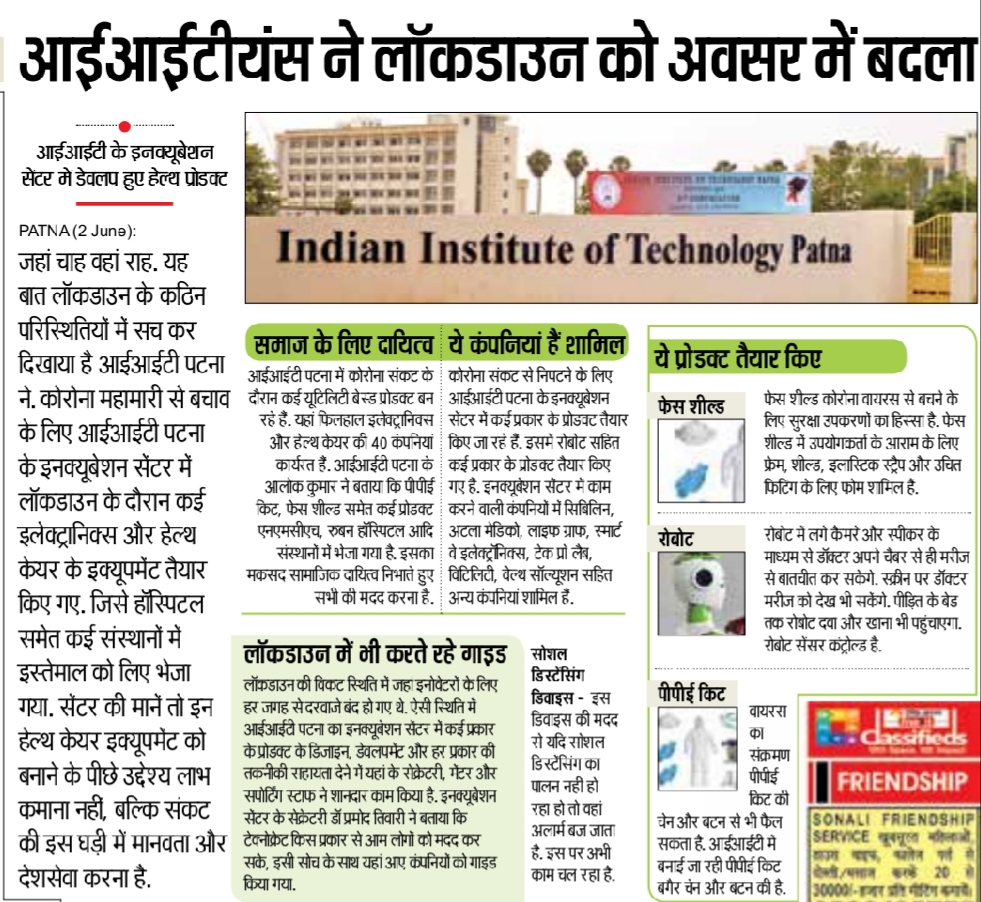 आईआईटीयंस ने लॉकडाउन को अवसर में बदला
आईआईटी के इनक्यूबेशन
सेंटर मे डेवलप हुए हेल्थ प्रोडक्ट
PATNA (2 June):
जहां चाह वहां राह. यह
बात लॉकडाउन के कठिन
परिस्थितियों में सच कर
दिखाया है आईआईटी पटना
ने. कोरोना महामारी से बचाव
के लिए आईआईटी पटना
के इनक्यूबेशन सेंटर में
लॉकडाउन के दौरान कई
इलेक्ट्रानिक्स और हेल्थ
केयर के इक्यूपमेंट तैयार
किए गए. जिसे हॉस्पिटल
समेत कई संस्थानों में
इस्तेमाल को लिए भेजा
गया. सेंटर की मानें तो इन
हेल्थ केयर इक्यूपमेंट को
बनाने के पीछे उद्देश्य लाभ
कमाना नहीं, बल्कि संकट
की इस घड़ी में मानवता और
देशसेवा करना है.
INDIAN INSTITUTE OF TECHNOLOGY PATNA
Indian Institute of Technology Patna
समाज के लिए दायित्व
आईआईटी पटना में कोरोना संकट के
दौरान कई यूटिलिटी बेस्ड प्रोडक्ट बन
रहे हैं. यहां फिलहाल इलेक्ट्रानिक्स
और हेल्थ केयर की 40 कंपनियां
कार्यरत हैं. आईआईटी पटना के
आलोक कुमार ने बताया कि पीपीई
किट, फेस शील्ड समेत कई प्रोडक्ट
एनएमसीएच, रुबन हॉस्पिटल आदि
संस्थानों में भेजा गया है. इसका
मकसद सामाजिक दायित्व निभाते हुए
सभी की मदद करना है.
ये कंपनियां हैं शामिल
कोरोना संकट से निपटने के लिए
आईआईटी पटना के इनक्यूबेशन
सेंटर में कई प्रकार के प्रोडक्ट तैयार
किए जा रहे हैं. इसमे रोबोट सहित
कई प्रकार के प्रोडक्ट तैयार किए
गए है. इनक्यूबेशन सेंटर मे काम
करने वाली कंपनियों में सिबिलिन,
अटला मेडिको, लाइफ ग्राफ, स्मार्ट
वे इलेक्ट्रॉनिक्स, टेक प्रो लैब,
विटिलिटी, वेल्थ सॉल्यूशन सहित
अन्य कंपनियां शामिल हैं.
लॉकडाउन में भी करते रहे गाइड
लॉकडाउन की विकट स्थिति में जहां इनोवेटरों के लिए
हर जगह से दरवाजे बंद हो गए थे. ऐसी स्थिति में
आईआईटी पटना का इनक्यूबेशन सेंटर में कई प्रकार
के प्रोडक्ट के डिजाइन, डेवलपमेंट और हर प्रकार की
तकनीकी सहायता देने में यहां के सेक्रेटरी, मेंटर और
सपोर्टिंग स्टाफ ने शानदार काम किया है. इनक्यूबेशन
सेंटर के सेक्रेटरी डॉ प्रमोद तिवारी ने बताया कि
टेक्नोक्रेट किस प्रकार से आम लोगों को मदद कर
सके, इसी सोच के साथ यहां आए कंपनियों को गाइड
किया गया.
सोशल
डिस्टेंसिंग
डिवाइस - इस
डिवाइस की मदद
से यदि सोशल
डिस्टेंसिंग का
पालन नही हो
रहा हो तो वहां
अलार्म बज जाता
है. इस पर अभी
काम चल रहा है.
ये प्रोडक्ट तैयार किए
फेस शील्ड
फेस शील्ड कोरोना वायरस से बचने के
लिए सुरक्षा उपकरणों का हिस्सा है. फेस
शील्ड में उपयोगकर्ता के आराम के लिए
फ्रेम, शील्ड, इलास्टिक स्ट्रैप और उचित
फिटिंग के लिए फोम शामिल है.
रोबोट
रोबोट में लगे कैमरे और स्पीकर के
माध्यम से डॉक्टर अपने चैंबर से ही मरीज
से बातचीत कर सकेंगे. स्क्रीन पर डॉक्टर
मरीज को देख भी सकेंगे. पीड़ित के बेड
तक रोबोट दवा और खाना भी पहुंचाएगा.
रोबोट सेंसर कंट्रोल्ड है.
पीपीई किट
वायरस
का
संक्रमण
पीपीई
किट की
चेन और बटन से भी फैल
सकता है. आईआईटी मे
बनाई जा रही पीपीई किट
बगैर चेन और बटन की है.
Classifieds
FRIENDSHIP
SONALI FRIENDSHIP
SERVICE खूबसूरत महिलाओं,
20 से
30000/- हजार प्रति मीटिंग कमायें।